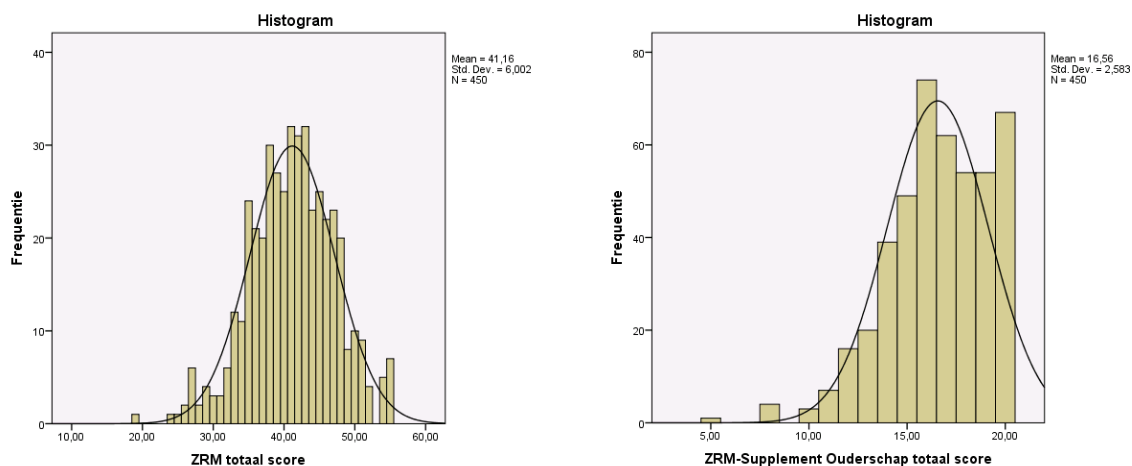 Histogram
Mean = 41,16
Std. Dev. = 6,002
N = 450
Frequentie
40
30
20
10
0
10,00 20,00 30,00 40,00 50,00 60,00
ZRM totaal score
Histogram
Mean = 16,56
Std. Dev. = 2,583
N = 450
Frequentie
80
60
40
20
0
5,00 10,00 15,00 20,00
ZRM-Supplement Ouderschap totaal score